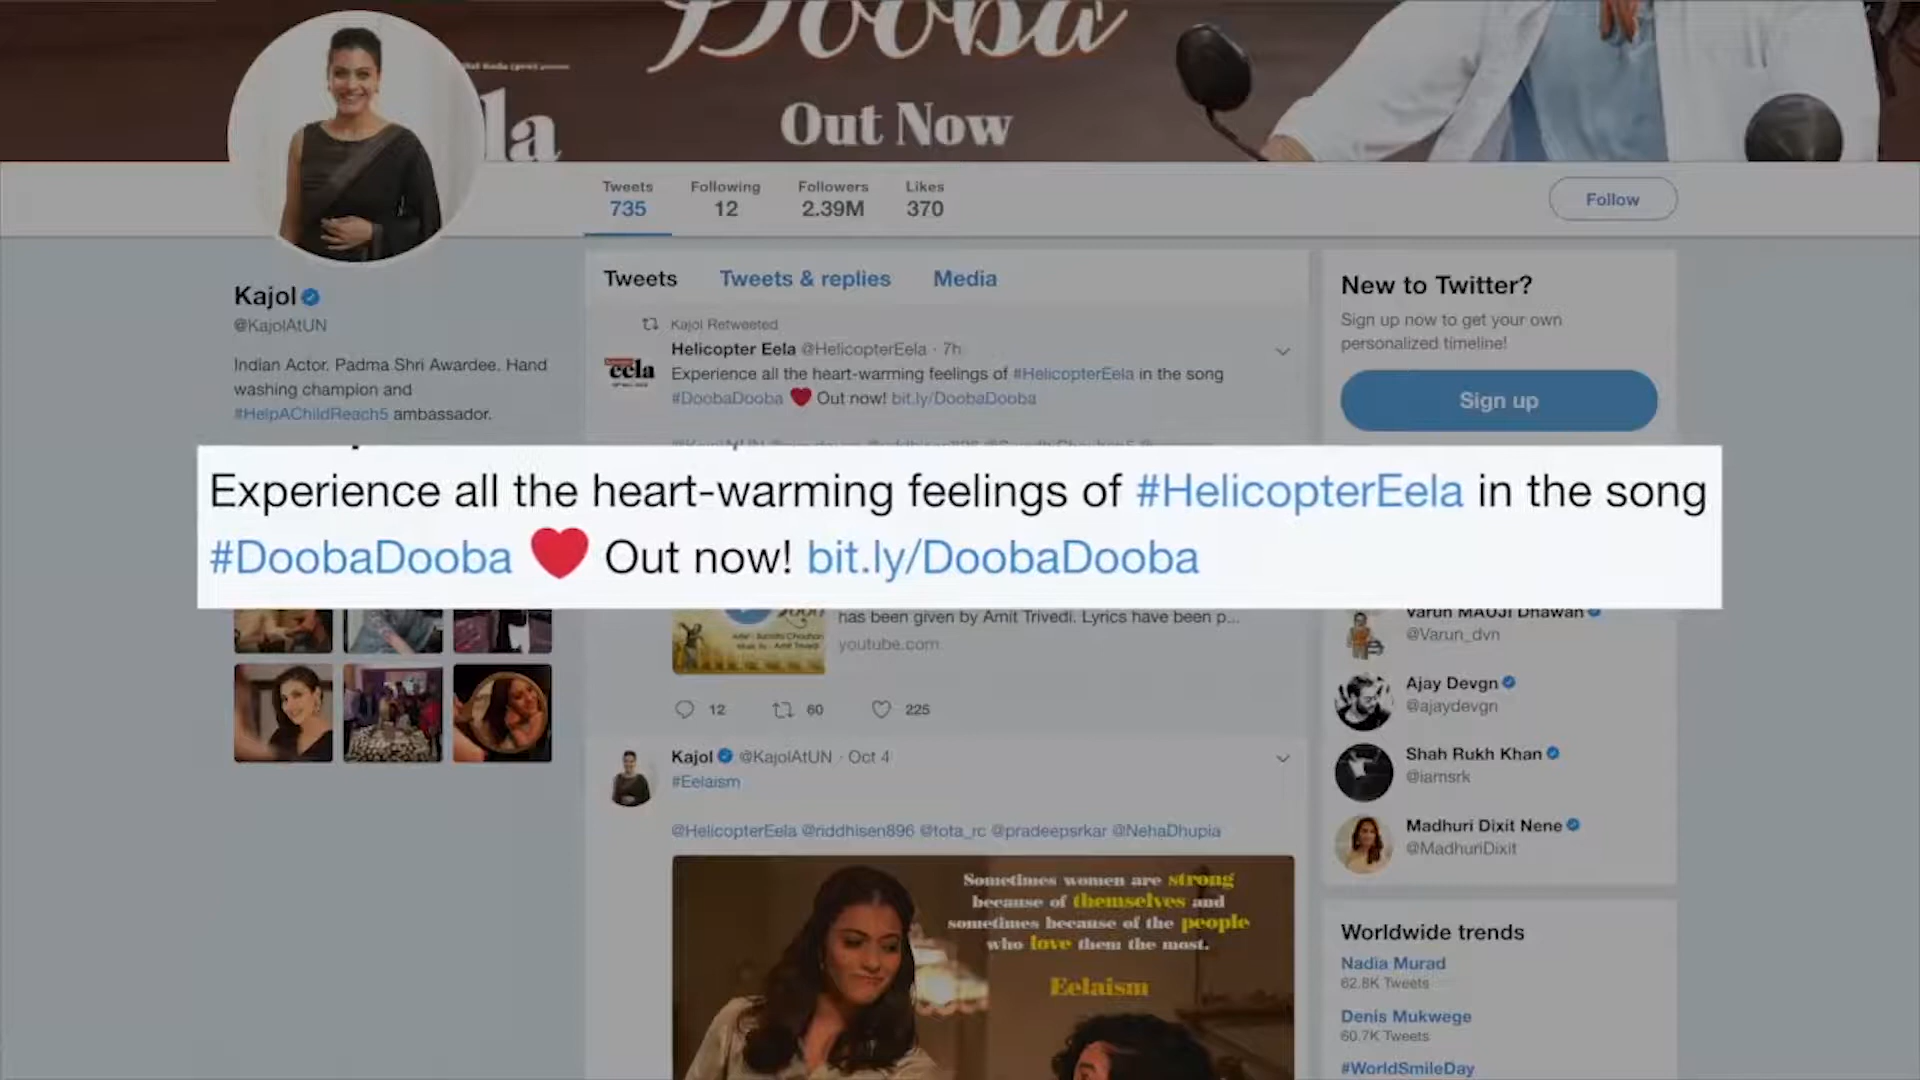 Dooba
la
Out Now
Tweets
735
Following
12
Followers
2.39M
Likes
370
Follow
Kajol
@KajolAtUN
Indian Actor. Padma Shri Awardee. Hand
washing champion and
#HelpAChildReach5 ambassador.
Tweets
Tweets & replies
Media
Kajol Retweeted
Helicopter Eela @HelicopterEela · 7h
eela
Experience all the heart-warming feelings of #HelicopterEela in the song
#DoobaDooba ❤ Out now! bit.ly/DoobaDooba
Experience all the heart-warming feelings of #HelicopterEela in the song
#DoobaDooba ❤ Out now! bit.ly/DoobaDooba
has been given by Amit Trivedi. Lyrics have been p...
youtube.com
12
60
225
Kajol @KajolAtUN · Oct 4
#Eelaism
@HelicopterEela @riddhisen896 @tota_rc @pradeepsrkar @NehaDhupia
Sometimes women are strong
because of themselves and
sometimes because of the people
who love them the most.
Eelaism
New to Twitter?
Sign up now to get your own
personalized timeline!
Sign up
Varun MAUJI Dhawan
@Varun_dvn
Ajay Devgn
@ajaydevgn
Shah Rukh Khan
@iamsrk
Madhuri Dixit Nene
@MadhuriDixit
Worldwide trends
Nadia Murad
62.8K Tweets
Denis Mukwege
60.7K Tweets
#WorldSmileDay